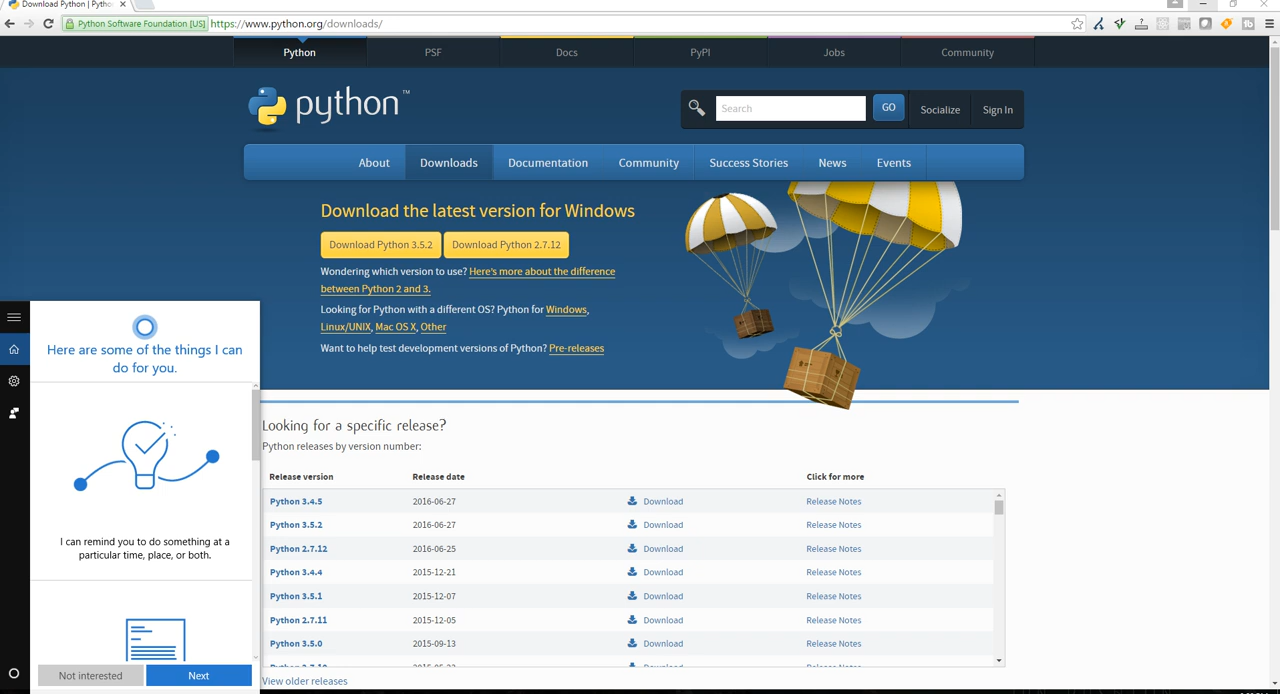 Download Python | Pytho
Python Software Foundation [US]
https://www.python.org/downloads/
Python
PSF
Docs
PyPI
Jobs
Community
python™
Search
GO
Socialize
Sign In
About
Downloads
Documentation
Community
Success Stories
News
Events
Download the latest version for Windows
Download Python 3.5.2
Download Python 2.7.12
Wondering which version to use? Here's more about the difference
between Python 2 and 3.
Looking for Python with a different OS? Python for Windows,
Linux/UNIX, Mac OS X, Other
Want to help test development versions of Python? Pre-releases
Here are some of the things I can
do for you.
I can remind you to do something at a
particular time, place, or both.
Not interested
Next
Looking for a specific release?
Python releases by version number:
Release version Release date Click for more
Python 3.4.5 2016-06-27 Download Release Notes
Python 3.5.2 2016-06-27 Download Release Notes
Python 2.7.12 2016-06-25 Download Release Notes
Python 3.4.4 2015-12-21 Download Release Notes
Python 3.5.1 2015-12-07 Download Release Notes
Python 2.7.11 2015-12-05 Download Release Notes
Python 3.5.0 2015-09-13 Download Release Notes
View older releases